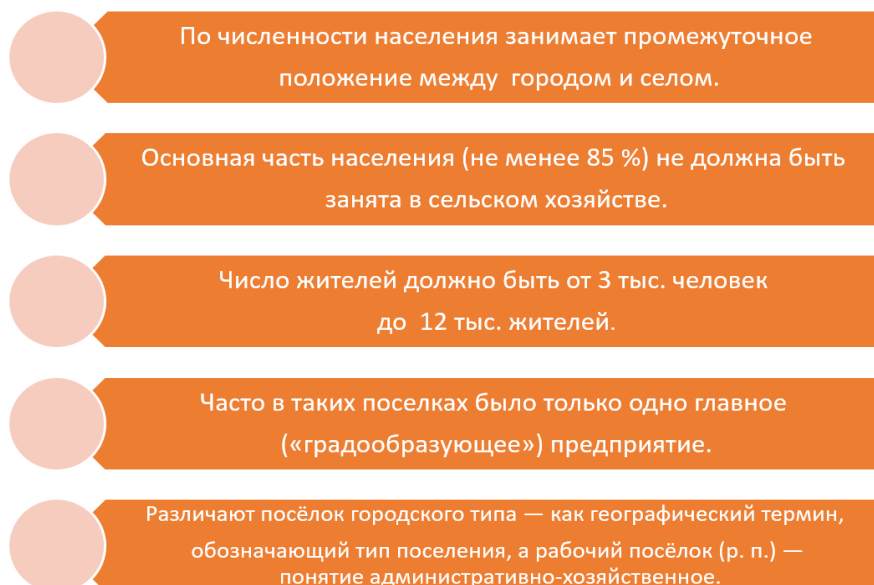 По численности населения занимает промежуточное
положение между городом и селом.
Основная часть населения (не менее 85 %) не должна быть
занята в сельском хозяйстве.
Число жителей должно быть от 3 тыс. человек
до 12 тыс. жителей.
Часто в таких поселках было только одно главное
(«градообразующее») предприятие.
Различают посёлок городского типа — как географический термин,
обозначающий тип поселения, а рабочий посёлок (р. п.) —
понятие административно-хозяйственное.